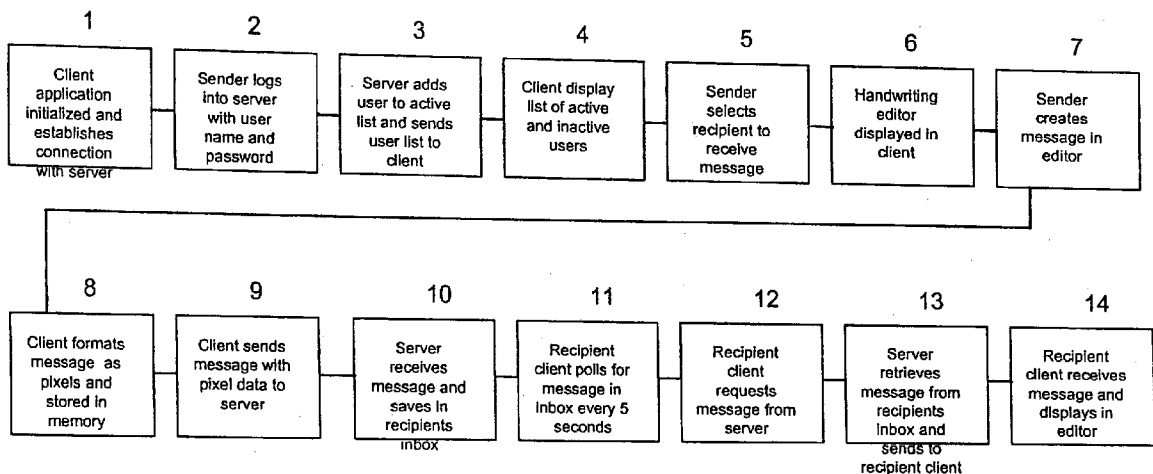 1
Client
application
initialized and
establishes
connection
with server
2
Sender logs
into server
with user
name and
password
3
Server adds
user to active
list and sends
user list to
client
4
Client display
list of active
and inactive
users
5
Sender
selects
recipient to
receive
message
6
Handwriting
editor
displayed in
client
7
Sender
creates
message in
editor
8
Client formats
message as
pixels and
stored in
memory
9
Client sends
message with
pixel data to
server
10
Server
receives
message and
saves in
recipients
inbox
11
Recipient
client polls for
message in
inbox every 5
seconds
12
Recipient
client
requests
message from
server
13
Server
retrieves
message from
recipients
inbox and
sends to
recipient client
14
Recipient
client receives
message and
displays in
editor